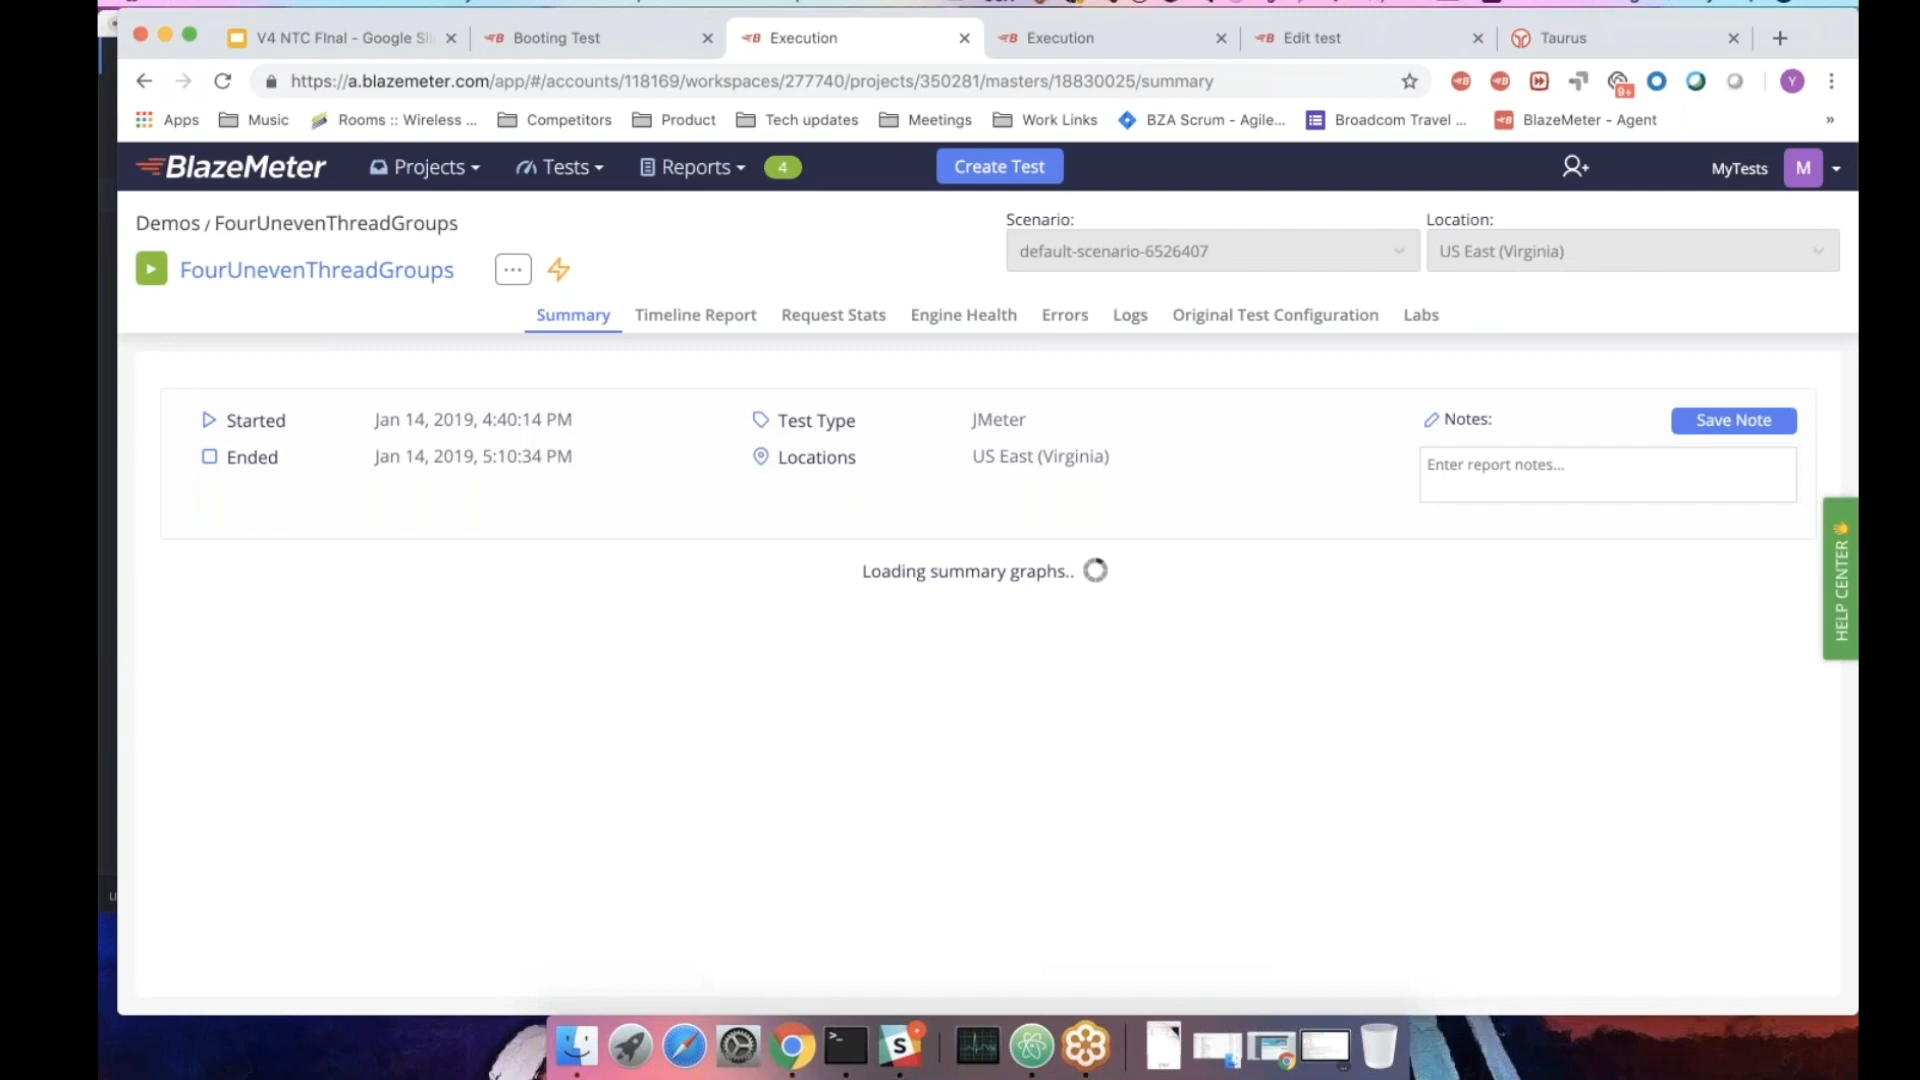 V4 NTC FInal - Google Sli
Booting Test
Execution
Execution
Edit test
Taurus
https://a.blazemeter.com/app/#/accounts/118169/workspaces/277740/projects/350281/masters/18830025/summary
9+
Y
Apps
Music
Rooms :: Wireless ...
Competitors
Product
Tech updates
Meetings
Work Links
BZA Scrum - Agile...
Broadcom Travel ...
BlazeMeter - Agent
»
BlazeMeter
Projects
Tests
Reports
4
Create Test
MyTests
M
Demos / FourUnevenThreadGroups
Scenario:
Location:
default-scenario-6526407
US East (Virginia)
FourUnevenThreadGroups
...
Summary
Timeline Report
Request Stats
Engine Health
Errors
Logs
Original Test Configuration
Labs
Started
Jan 14, 2019, 4:40:14 PM
Test Type
JMeter
Notes:
Save Note
Ended
Jan 14, 2019, 5:10:34 PM
Locations
US East (Virginia)
Enter report notes...
HELP CENTER
Loading summary graphs..
S